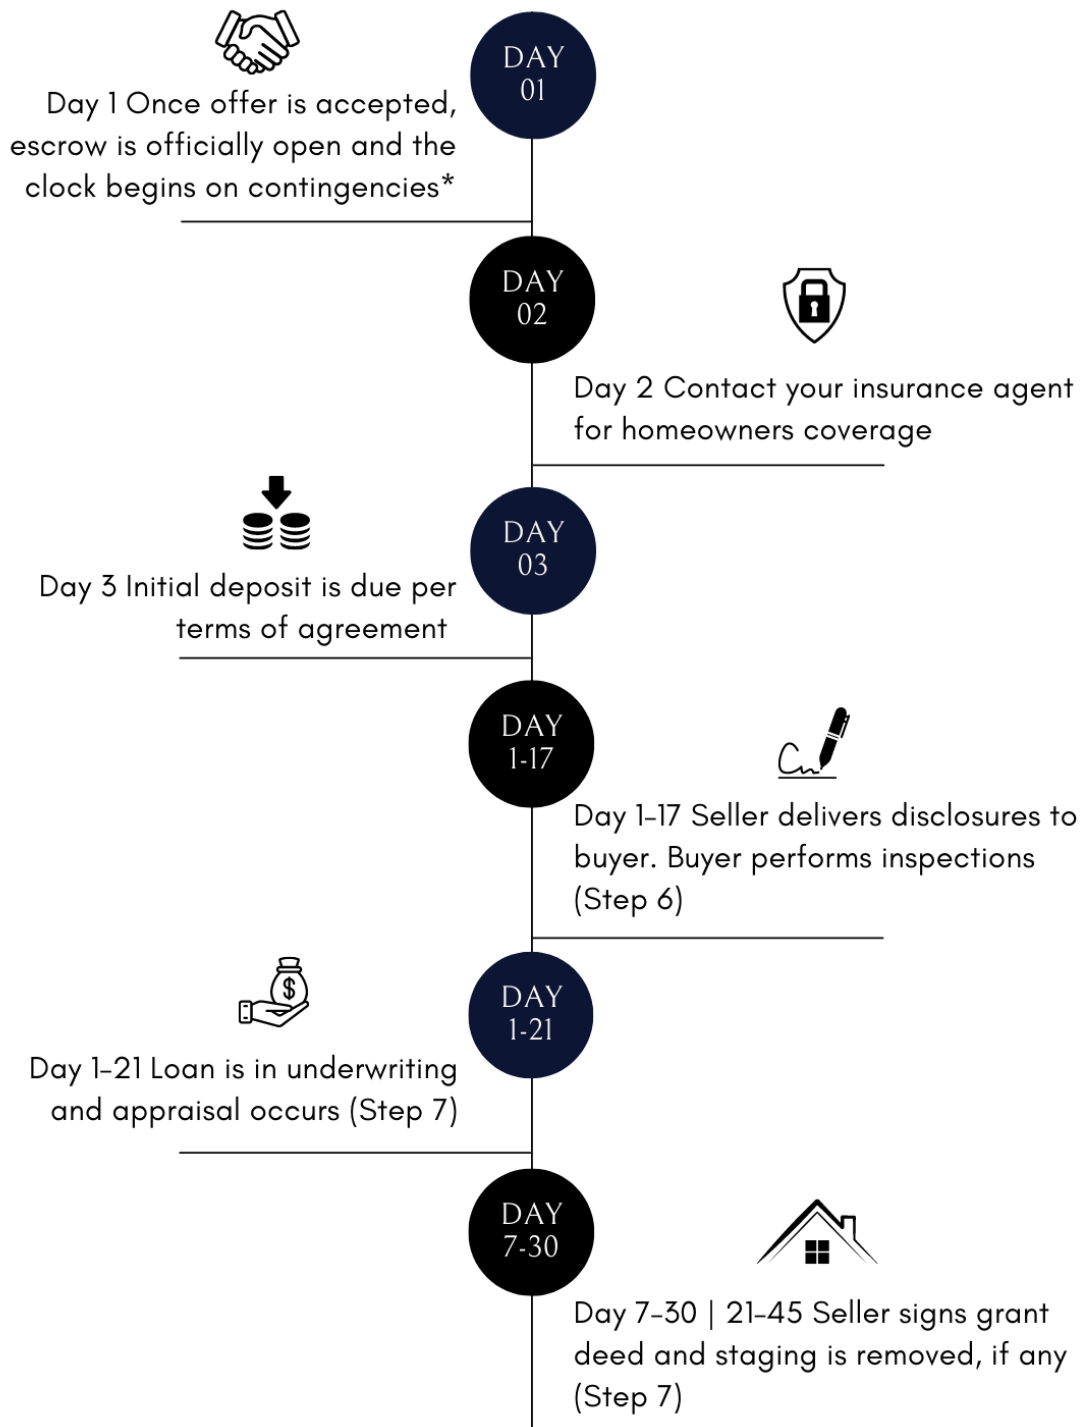 DAY
01
Day 1 Once offer is accepted,
escrow is officially open and the
clock begins on contingencies*
DAY
02
Day 2 Contact your insurance agent
for homeowners coverage
DAY
03
Day 3 Initial deposit is due per
terms of agreement
DAY
1-17
Day 1-17 Seller delivers disclosures to
buyer. Buyer performs inspections
(Step 6)
DAY
1-21
Day 1-21 Loan is in underwriting
and appraisal occurs (Step 7)
DAY
7-30
Day 7-30 | 21-45 Seller signs grant
deed and staging is removed, if any
(Step 7)